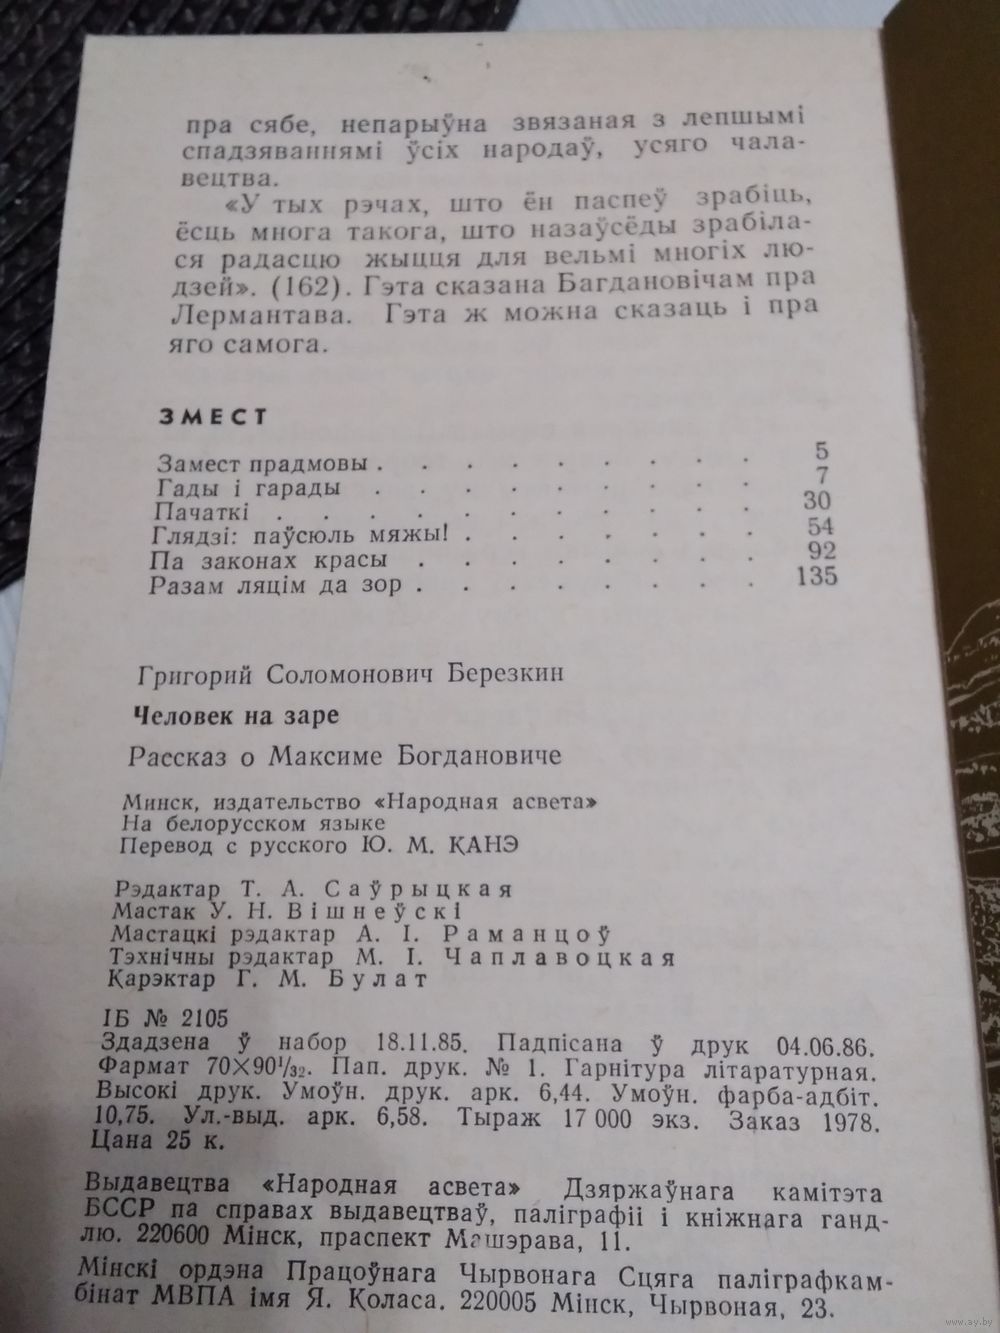 пра сябе, непарыўна звязаная з лепшымі
спадзяваннямі ўсіх народаў, усяго чала-
вецтва.
«У тых рэчах, што ён паспеў зрабіць,
ёсць многа такога, што назаўсёды зрабіла-
ся радасцю жыцця для вельмі многіх лю-
дзей». (162). Гэта сказана Багдановічам пра
Лермантава. Гэта ж можна сказаць і пра
яго самога.
ЗМЕСТ
Замест прадмовы . . . . . . . . . 5
Гады і гарады . . . . . . . . . 7
Пачаткі . . . . . . . . . . . 30
Глядзі: паўсюль мяжы! . . . . . . . 54
Па законах красы . . . . . . . . 92
Разам ляцім да зор . . . . . . . . 135
Григорий Соломонович Березкин
Человек на заре
Рассказ о Максиме Богдановиче
Минск, издательство «Народная асвета»
На белорусском языке
Перевод с русского Ю. М. КАНЭ
Рэдактар Т. А. Саўрыцкая
Мастак У. Н. Вішнеўскі
Мастацкі рэдактар А. І. Раманцоў
Тэхнічны рэдактар М. І. Чаплавоцкая
Карэктар Г. М. Булат
ІБ № 2105
Здадзена ў набор 18.11.85. Падпісана ў друк 04.06.86.
Фармат 70×90 1/32. Пап. друк. № 1. Гарнітура літаратурная.
Высокі друк. Умоўн. друк. арк. 6,44. Умоўн. фарба-адбіт.
10,75. Ул.-выд. арк. 6,58. Тыраж 17 000 экз. Заказ 1978.
Цана 25 к.
Выдавецтва «Народная асвета» Дзяржаўнага камітэта
БССР па справах выдавецтваў, паліграфіі і кніжнага ганд-
лю. 220600 Мінск, праспект Машэрава, 11.
Мінскі ордэна Працоўнага Чырвонага Сцяга паліграфкам-
бінат МВПА імя Я. Коласа. 220005 Мінск, Чырвоная, 23.
www.ay.by